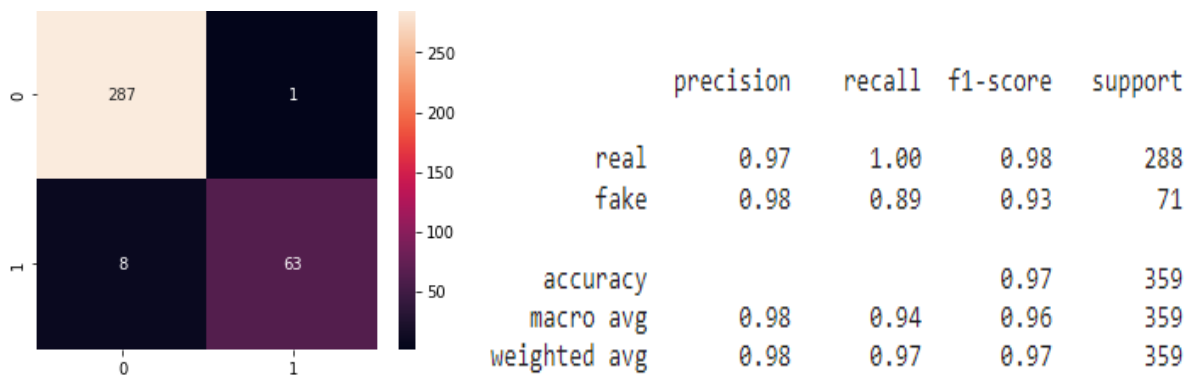 0
287
1
1
8
63
0
1
250
200
150
100
50
precision recall f1-score support
real 0.97 1.00 0.98 288
fake 0.98 0.89 0.93 71
accuracy 0.97 359
macro avg 0.98 0.94 0.96 359
weighted avg 0.98 0.97 0.97 359